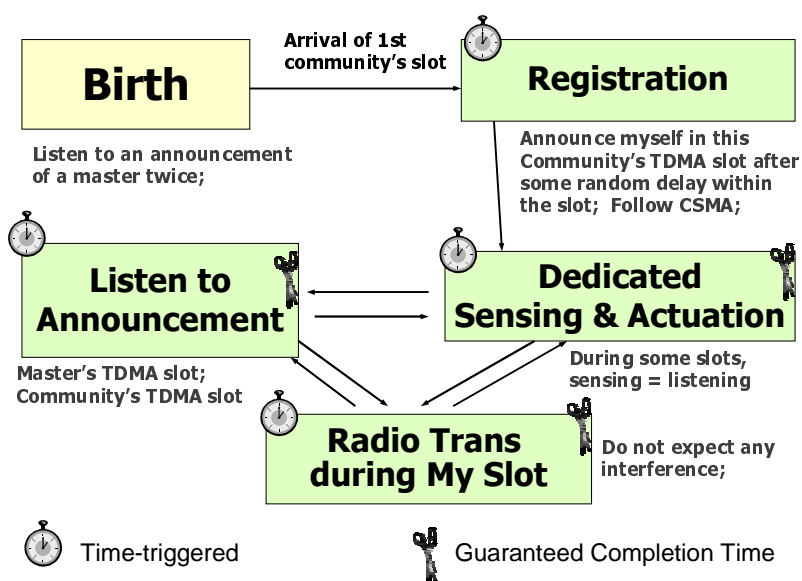 Arrival of 1st
community's slot
Birth
Registration
Listen to an announcement
of a master twice;
Announce myself in this
Community's TDMA slot after
some random delay within
the slot;  Follow CSMA;
Listen to
Announcement
Dedicated
Sensing & Actuation
Master's TDMA slot;
Community's TDMA slot
During some slots,
sensing = listening
Radio Trans
during My Slot
Do not expect any
interference;
Time-triggered
Guaranteed Completion Time